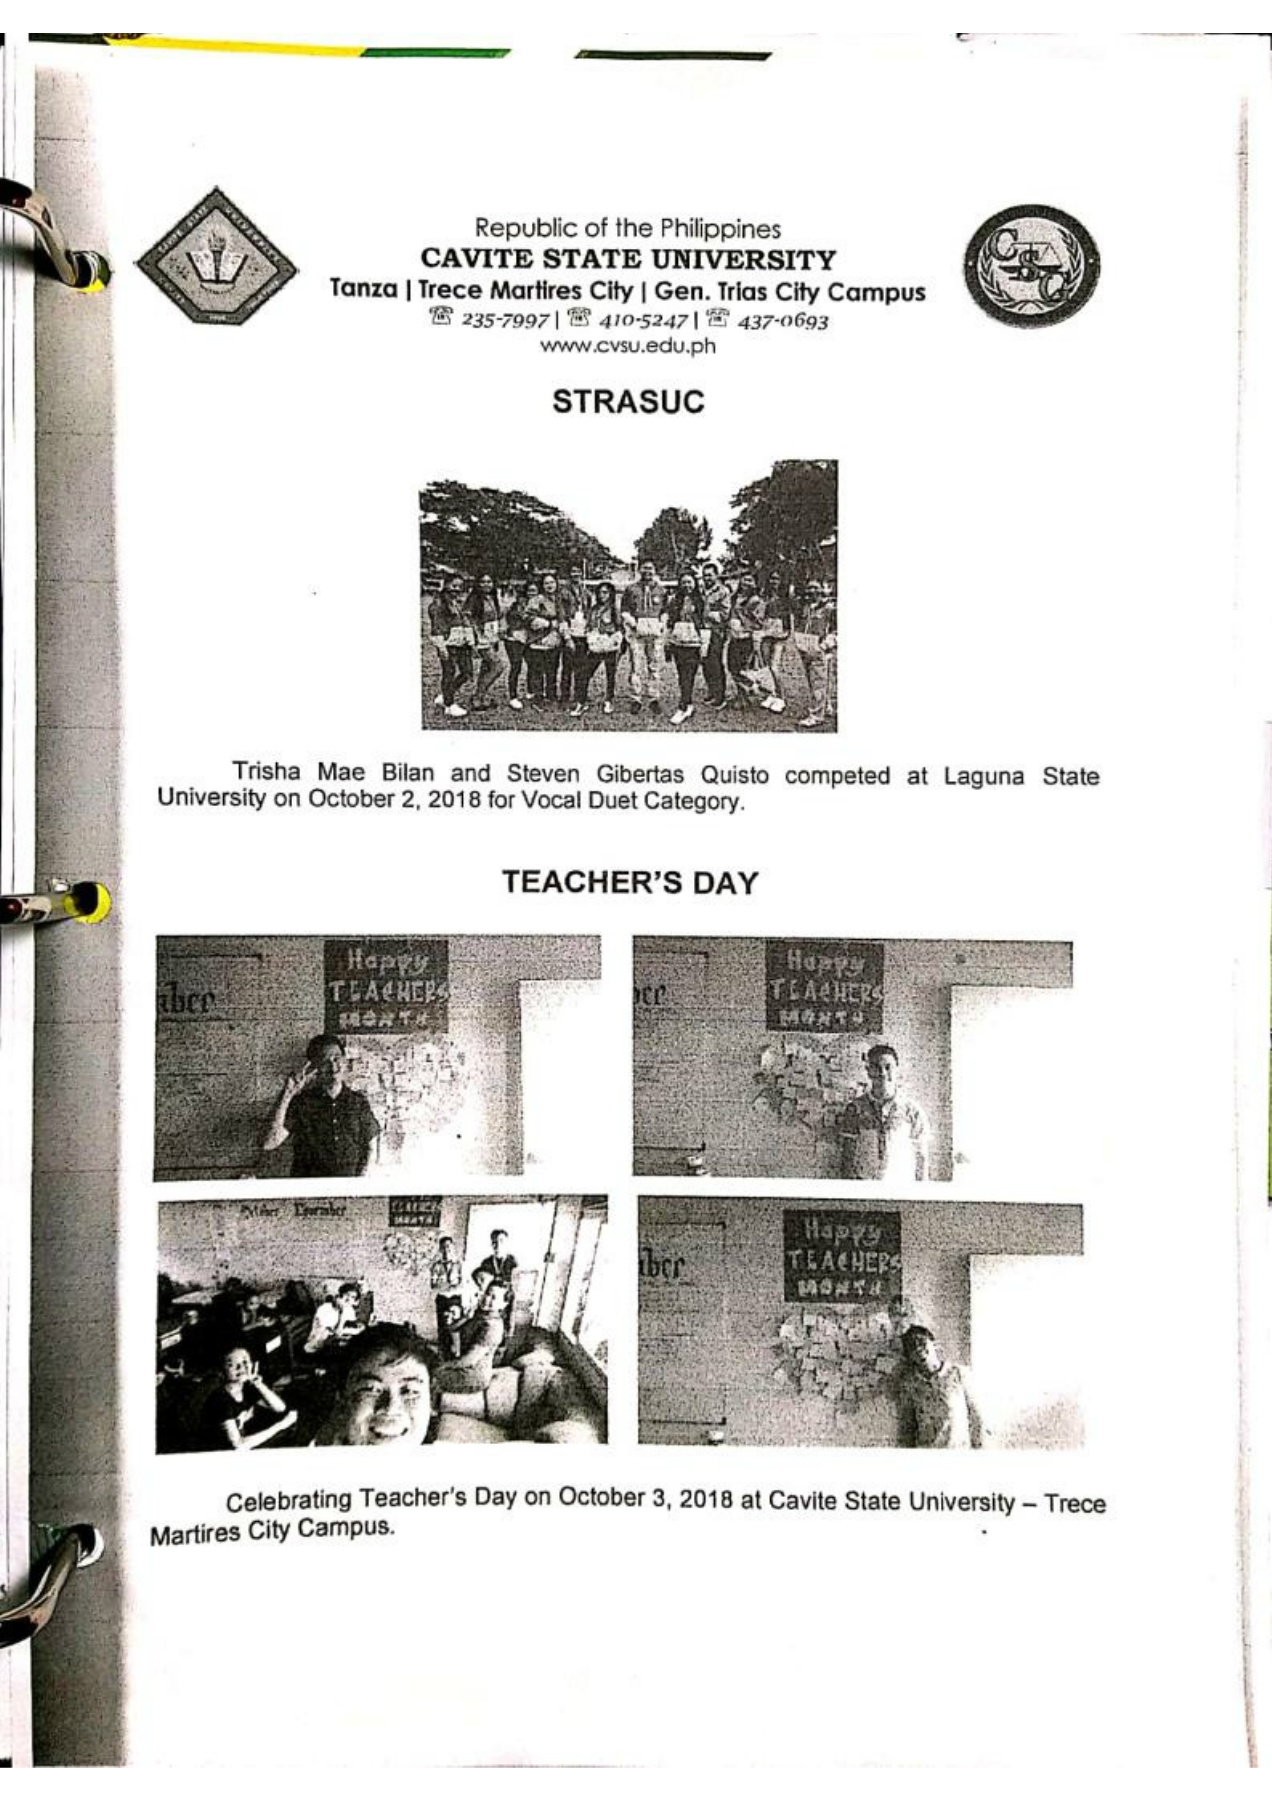 Republic of the Philippines
CAVITE STATE UNIVERSITY
Tanza | Trece Martires City | Gen. Trias City Campus
☎ 235-7997 | ☎ 410-5247 | ☎ 437-0693
www.cvsu.edu.ph
CSG
STRASUC
Trisha Mae Bilan and Steven Gibertas Quisto competed at Laguna State
University on October 2, 2018 for Vocal Duet Category.
TEACHER'S DAY
Happy
TEACHERS
MONTH
Happy
TEACHERS
MONTH
MONTH
Happy
TEACHERS
MONTH
Celebrating Teacher's Day on October 3, 2018 at Cavite State University – Trece
Martires City Campus.